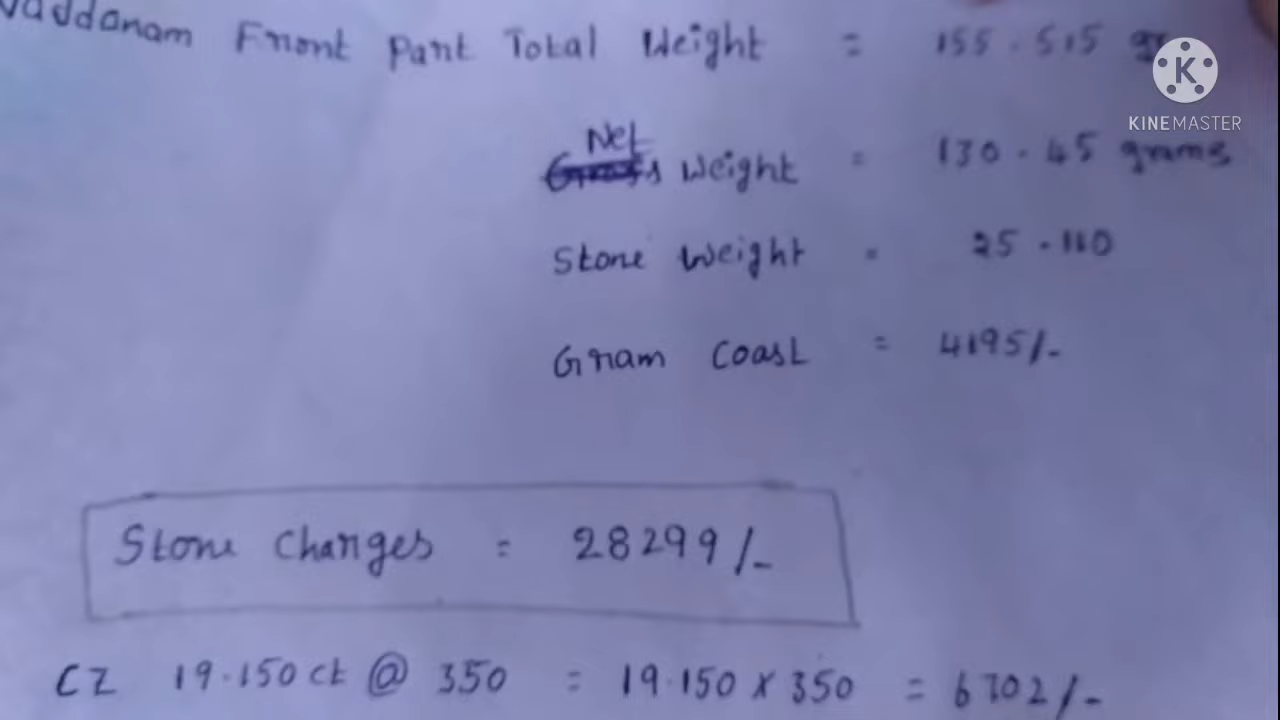 Vaddanam Front Part Total Weight = 155.515 gr
KINEMASTER
Net
Weight = 130.45 grams
Stone Weight = 25.110
Gram Coast = 4195/-
Stone Charges = 28299/-
CZ 19.150 ct @ 350 = 19.150 x 350 = 6702/-